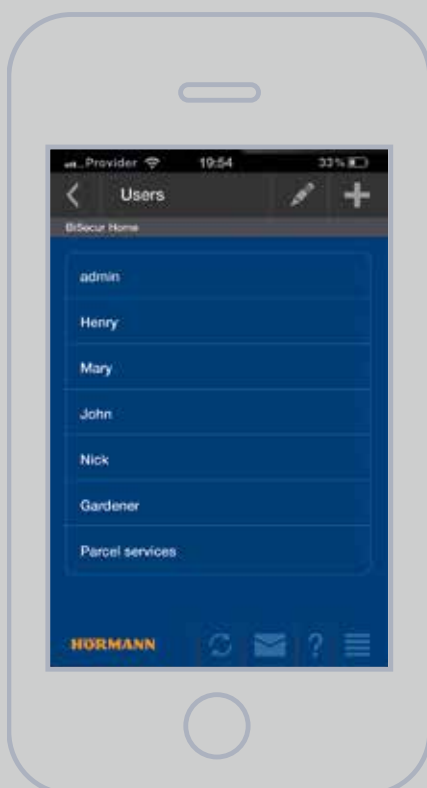 Provider 19:54 33%
Users
BiSecur Home
admin
Henry
Mary
John
Nick
Gardener
Parcel services
HÖRMANN ?